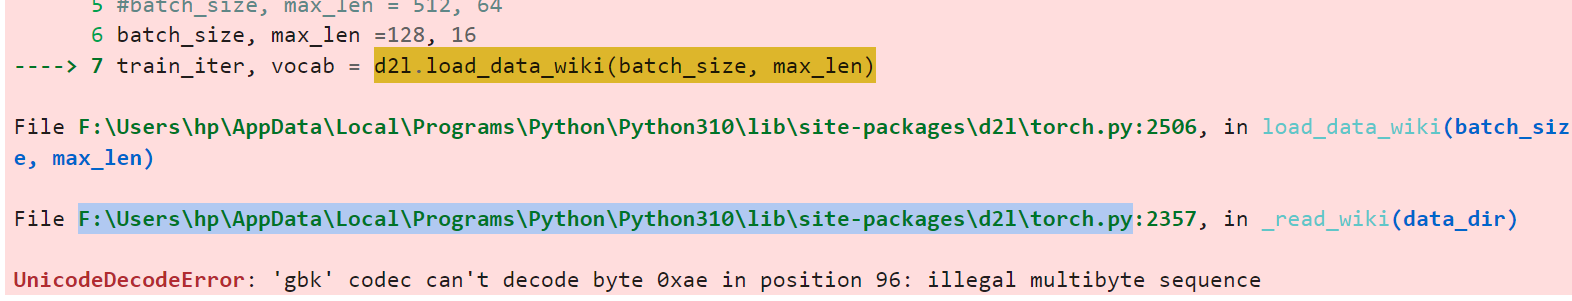 5 #batch_size, max_len = 512, 64
6 batch_size, max_len =128, 16
----> 7 train_iter, vocab = d2l.load_data_wiki(batch_size, max_len)
File F:\Users\hp\AppData\Local\Programs\Python\Python310\lib\site-packages\d2l\torch.py:2506, in load_data_wiki(batch_siz
e, max_len)
File F:\Users\hp\AppData\Local\Programs\Python\Python310\lib\site-packages\d2l\torch.py:2357, in _read_wiki(data_dir)
UnicodeDecodeError: 'gbk' codec can't decode byte 0xae in position 96: illegal multibyte sequence